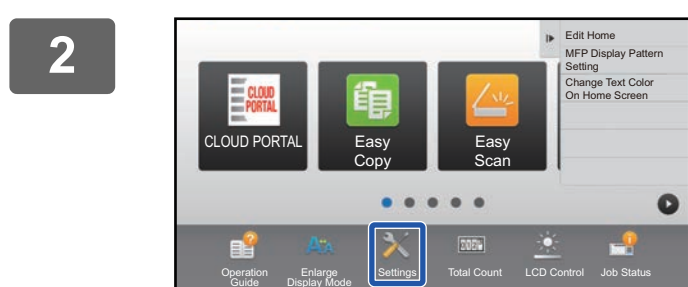 2
Edit Home
MFP Display Pattern
Setting
Change Text Color
On Home Screen
CLOUD
PORTAL
CLOUD PORTAL
Easy
Copy
Easy
Scan
Operation
Guide
Enlarge
Display Mode
Settings
Total Count
LCD Control
Job Status